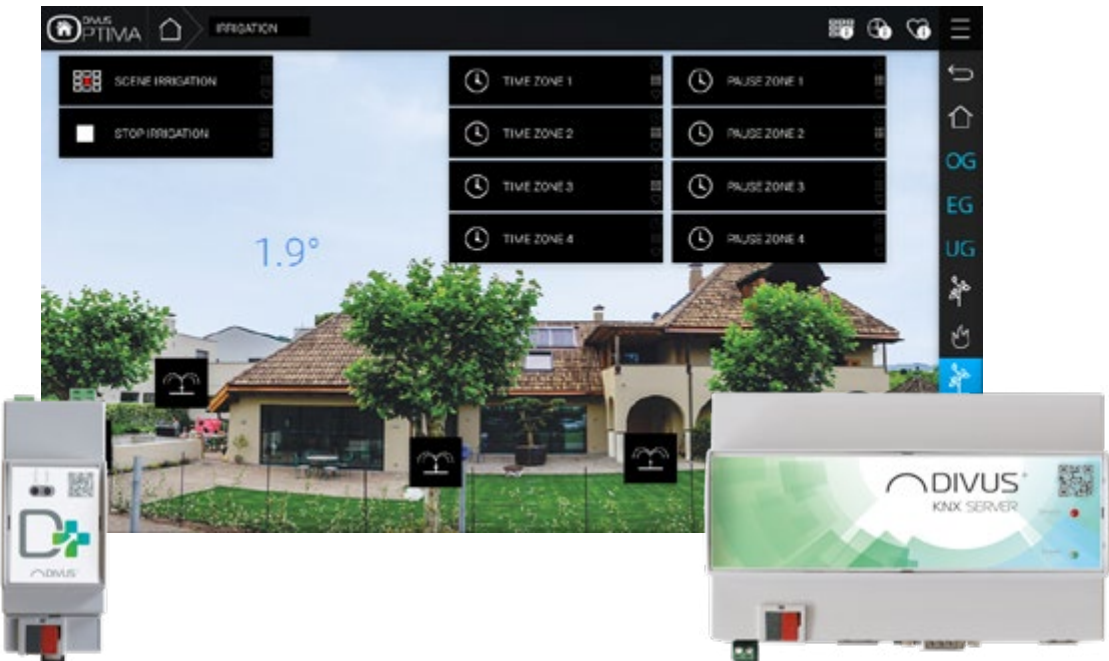 DIVUS
OPTIMA
IRRIGATION
SCENE IRRIGATION
STOP IRRIGATION
TIME ZONE 1
PAUSE ZONE 1
TIME ZONE 2
PAUSE ZONE 2
TIME ZONE 3
PAUSE ZONE 3
TIME ZONE 4
PAUSE ZONE 4
1.9°
OG
EG
UG
D+
DIVUS
DIVUS
KNX SERVER